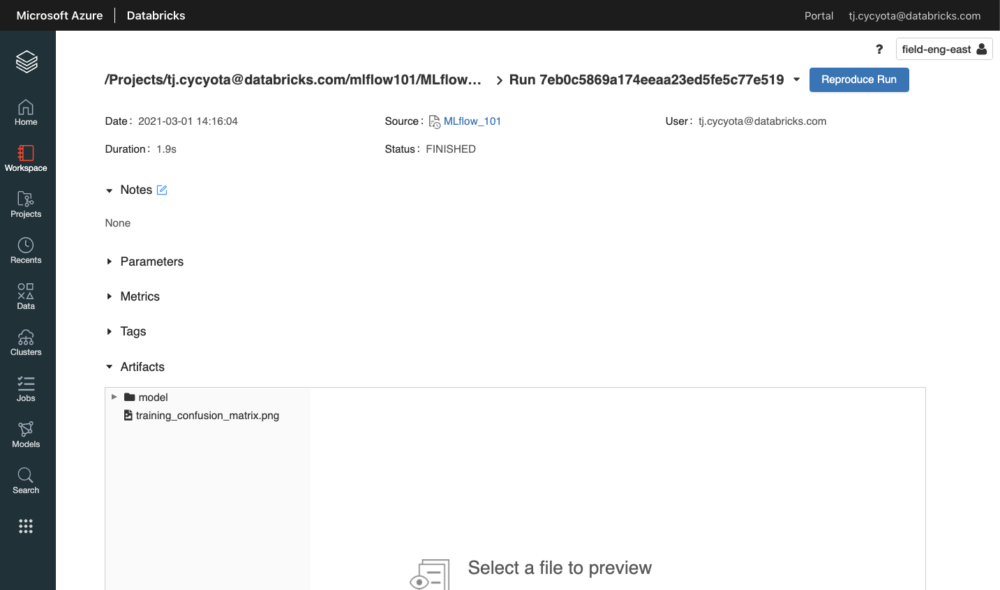 Microsoft Azure Databricks Portal tj.cycyota@databricks.com
? field-eng-east
/Projects/tj.cycyota@databricks.com/mlflow101/MLflow... > Run 7eb0c5869a174eeaa23ed5fe5c77e519 Reproduce Run
Date: 2021-03-01 14:16:04 Source: MLflow_101 User: tj.cycyota@databricks.com
Duration: 1.9s Status: FINISHED
Notes
None
Parameters
Metrics
Tags
Artifacts
model
training_confusion_matrix.png
Select a file to preview
Home
Workspace
Projects
Recents
Data
Clusters
Jobs
Models
Search